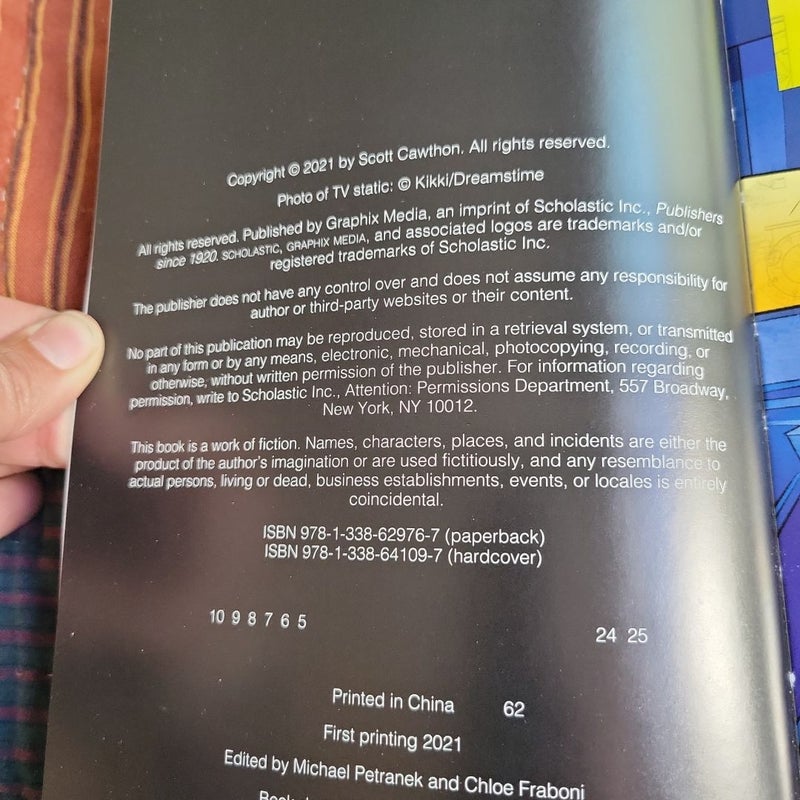 Copyright © 2021 by Scott Cawthon. All rights reserved.
Photo of TV static: © Kikki/Dreamstime
All rights reserved. Published by Graphix Media, an imprint of Scholastic Inc., Publishers
since 1920. SCHOLASTIC, GRAPHIX MEDIA, and associated logos are trademarks and/or
registered trademarks of Scholastic Inc.
The publisher does not have any control over and does not assume any responsibility for
author or third-party websites or their content.
No part of this publication may be reproduced, stored in a retrieval system, or transmitted
in any form or by any means, electronic, mechanical, photocopying, recording, or
otherwise, without written permission of the publisher. For information regarding
permission, write to Scholastic Inc., Attention: Permissions Department, 557 Broadway,
New York, NY 10012.
This book is a work of fiction. Names, characters, places, and incidents are either the
product of the author's imagination or are used fictitiously, and any resemblance to
actual persons, living or dead, business establishments, events, or locales is entirely
coincidental.
ISBN 978-1-338-62976-7 (paperback)
ISBN 978-1-338-64109-7 (hardcover)
10 9 8 7 6 5 24 25
Printed in China 62
First printing 2021
Edited by Michael Petranek and Chloe Fraboni